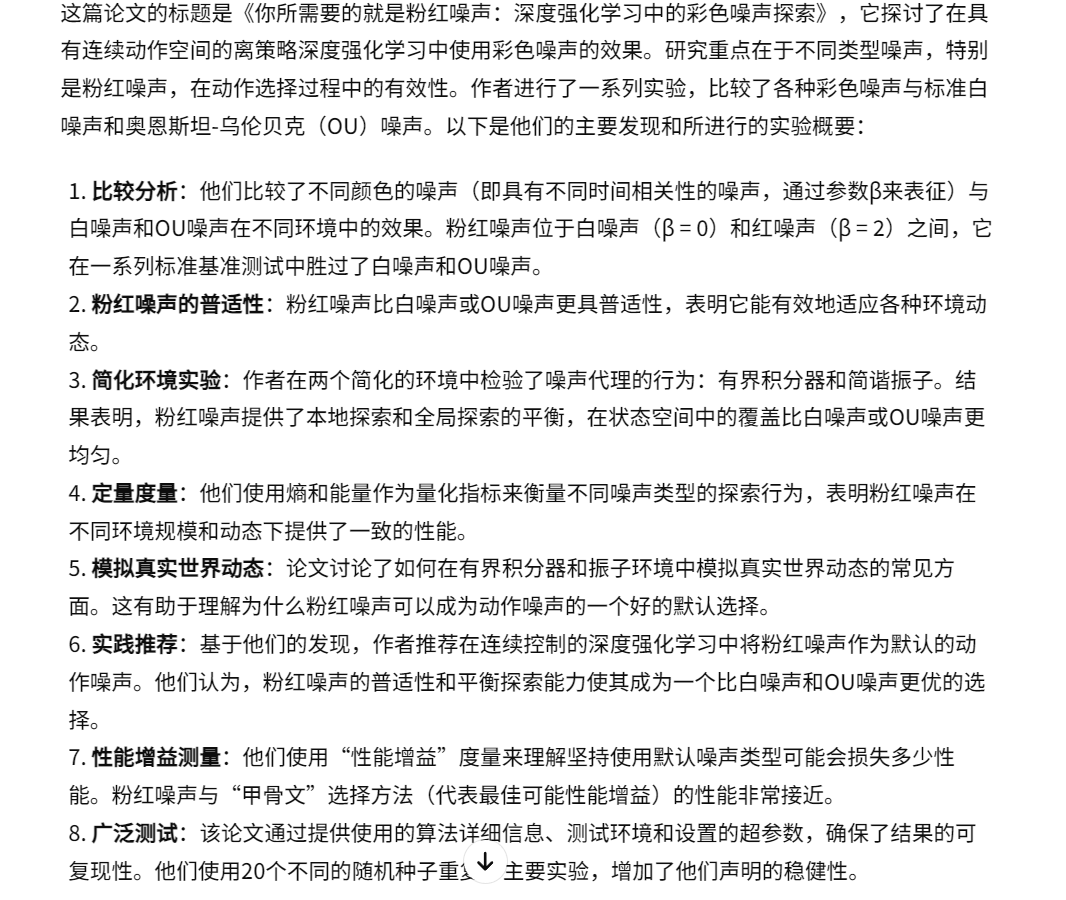 这篇论文的标题是《你所需要的就是粉红噪声：深度强化学习中的彩色噪声探索》，它探讨了在具
有连续动作空间的离策略深度强化学习中使用彩色噪声的效果。研究重点在于不同类型噪声，特别
是粉红噪声，在动作选择过程中的有效性。作者进行了一系列实验，比较了各种彩色噪声与标准白
噪声和奥恩斯坦-乌伦贝克（OU）噪声。以下是他们的主要发现和所进行的实验概要：
1. 比较分析：他们比较了不同颜色的噪声（即具有不同时间相关性的噪声，通过参数β来表征）与
白噪声和OU噪声在不同环境中的效果。粉红噪声位于白噪声（β = 0）和红噪声（β = 2）之间，它
在一系列标准基准测试中胜过了白噪声和OU噪声。
2. 粉红噪声的普适性：粉红噪声比白噪声或OU噪声更具普适性，表明它能有效地适应各种环境动
态。
3. 简化环境实验：作者在两个简化的环境中检验了噪声代理的行为：有界积分器和简谐振子。结
果表明，粉红噪声提供了本地探索和全局探索的平衡，在状态空间中的覆盖比白噪声或OU噪声更
均匀。
4. 定量度量：他们使用熵和能量作为量化指标来衡量不同噪声类型的探索行为，表明粉红噪声在
不同环境规模和动态下提供了一致的性能。
5. 模拟真实世界动态：论文讨论了如何在有界积分器和振子环境中模拟真实世界动态的常见方
面。这有助于理解为什么粉红噪声可以成为动作噪声的一个好的默认选择。
6. 实践推荐：基于他们的发现，作者推荐在连续控制的深度强化学习中将粉红噪声作为默认的动
作噪声。他们认为，粉红噪声的普适性和平衡探索能力使其成为一个比白噪声和OU噪声更优的选
择。
7. 性能增益测量：他们使用“性能增益”度量来理解坚持使用默认噪声类型可能会损失多少性
能。粉红噪声与“甲骨文”选择方法（代表最佳可能性能增益）的性能非常接近。
8. 广泛测试：该论文通过提供使用的算法详细信息、测试环境和设置的超参数，确保了结果的可
复现性。他们使用20个不同的随机种子重主要实验，增加了他们声明的稳健性。